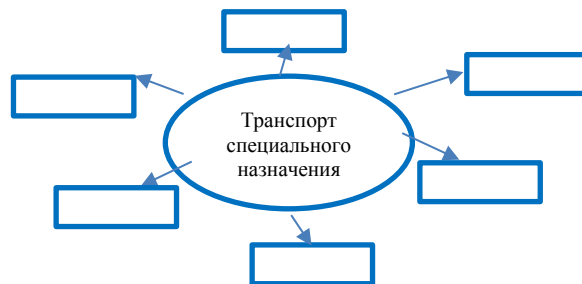 Транспорт
специального
назначения